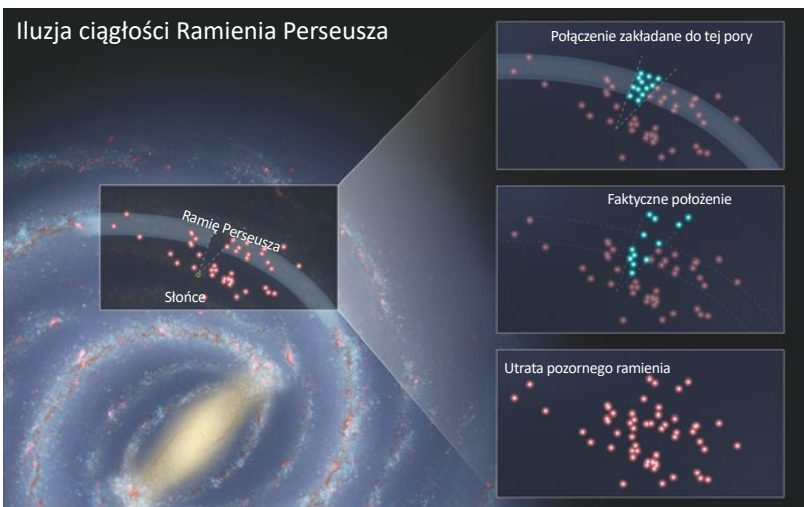 Iluzja ciągłości Ramienia Perseusza
Ramię Perseusza
Słońce
Połączenie zakładane do tej pory
Faktyczne położenie
Utrata pozornego ramienia